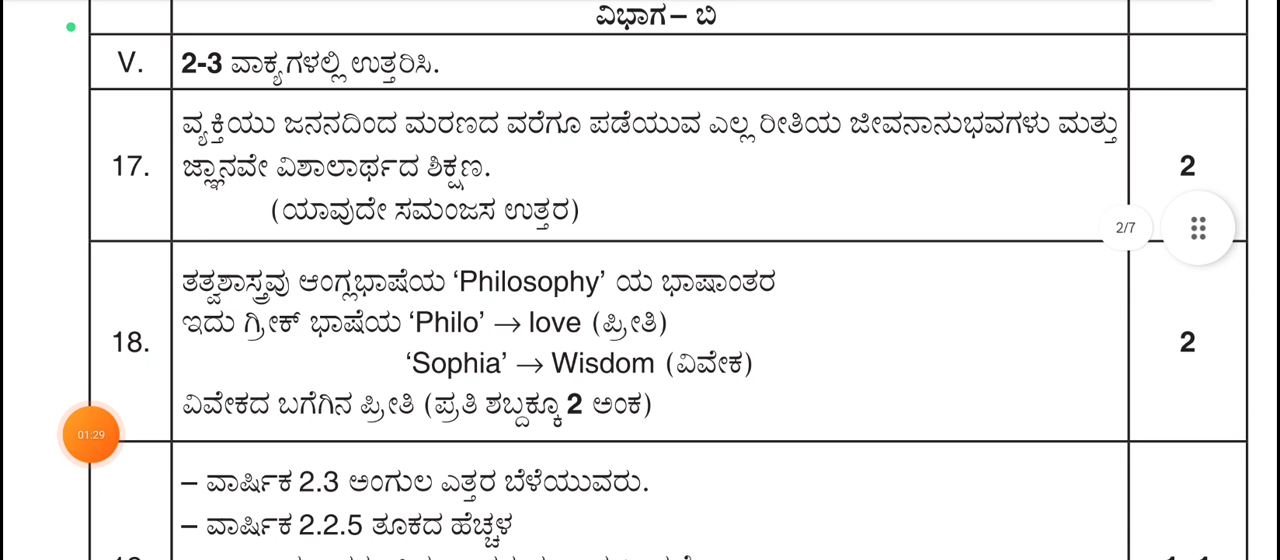 ವಿಭಾಗ – ಬಿ
V. 2-3 ವಾಕ್ಯಗಳಲ್ಲಿ ಉತ್ತರಿಸಿ.
ವ್ಯಕ್ತಿಯು ಜನನದಿಂದ ಮರಣದ ವರೆಗೂ ಪಡೆಯುವ ಎಲ್ಲ ರೀತಿಯ ಜೀವನಾನುಭವಗಳು ಮತ್ತು
17. ಜ್ಞಾನವೇ ವಿಶಾಲಾರ್ಥದ ಶಿಕ್ಷಣ. 2
(ಯಾವುದೇ ಸಮಂಜಸ ಉತ್ತರ)
2/7
ತತ್ವಶಾಸ್ತ್ರವು ಆಂಗ್ಲಭಾಷೆಯ ‘Philosophy’ ಯ ಭಾಷಾಂತರ
ಇದು ಗ್ರೀಕ್ ಭಾಷೆಯ ‘Philo’ → love (ಪ್ರೀತಿ)
18. 2
‘Sophia’ → Wisdom (ವಿವೇಕ)
ವಿವೇಕದ ಬಗೆಗಿನ ಪ್ರೀತಿ (ಪ್ರತಿ ಶಬ್ದಕ್ಕೂ 2 ಅಂಕ)
01:29
– ವಾರ್ಷಿಕ 2.3 ಅಂಗುಲ ಎತ್ತರ ಬೆಳೆಯುವರು.
– ವಾರ್ಷಿಕ 2.2.5 ತೂಕದ ಹೆಚ್ಚಳ